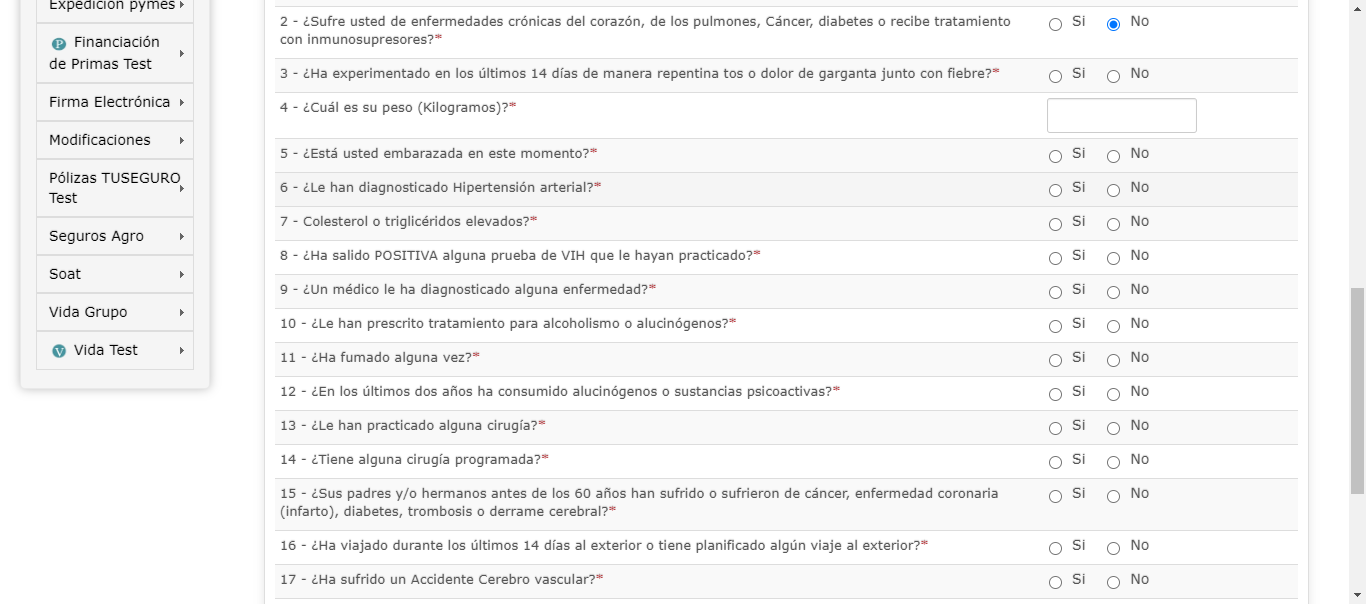 Expedición pymes
Financiación
de Primas Test
Firma Electrónica
Modificaciones
Pólizas TUSEGURO
Test
Seguros Agro
Soat
Vida Grupo
V Vida Test
2 - ¿Sufre usted de enfermedades crónicas del corazón, de los pulmones, Cáncer, diabetes o recibe tratamiento Si No
con inmunosupresores?*
3 - ¿Ha experimentado en los últimos 14 días de manera repentina tos o dolor de garganta junto con fiebre?* Si No
4 - ¿Cuál es su peso (Kilogramos)?*
5 - ¿Está usted embarazada en este momento?* Si No
6 - ¿Le han diagnosticado Hipertensión arterial?* Si No
7 - Colesterol o triglicéridos elevados?* Si No
8 - ¿Ha salido POSITIVA alguna prueba de VIH que le hayan practicado?* Si No
9 - ¿Un médico le ha diagnosticado alguna enfermedad?* Si No
10 - ¿Le han prescrito tratamiento para alcoholismo o alucinógenos?* Si No
11 - ¿Ha fumado alguna vez?* Si No
12 - ¿En los últimos dos años ha consumido alucinógenos o sustancias psicoactivas?* Si No
13 - ¿Le han practicado alguna cirugía?* Si No
14 - ¿Tiene alguna cirugía programada?* Si No
15 - ¿Sus padres y/o hermanos antes de los 60 años han sufrido o sufrieron de cáncer, enfermedad coronaria Si No
(infarto), diabetes, trombosis o derrame cerebral?*
16 - ¿Ha viajado durante los últimos 14 días al exterior o tiene planificado algún viaje al exterior?* Si No
17 - ¿Ha sufrido un Accidente Cerebro vascular?* Si No